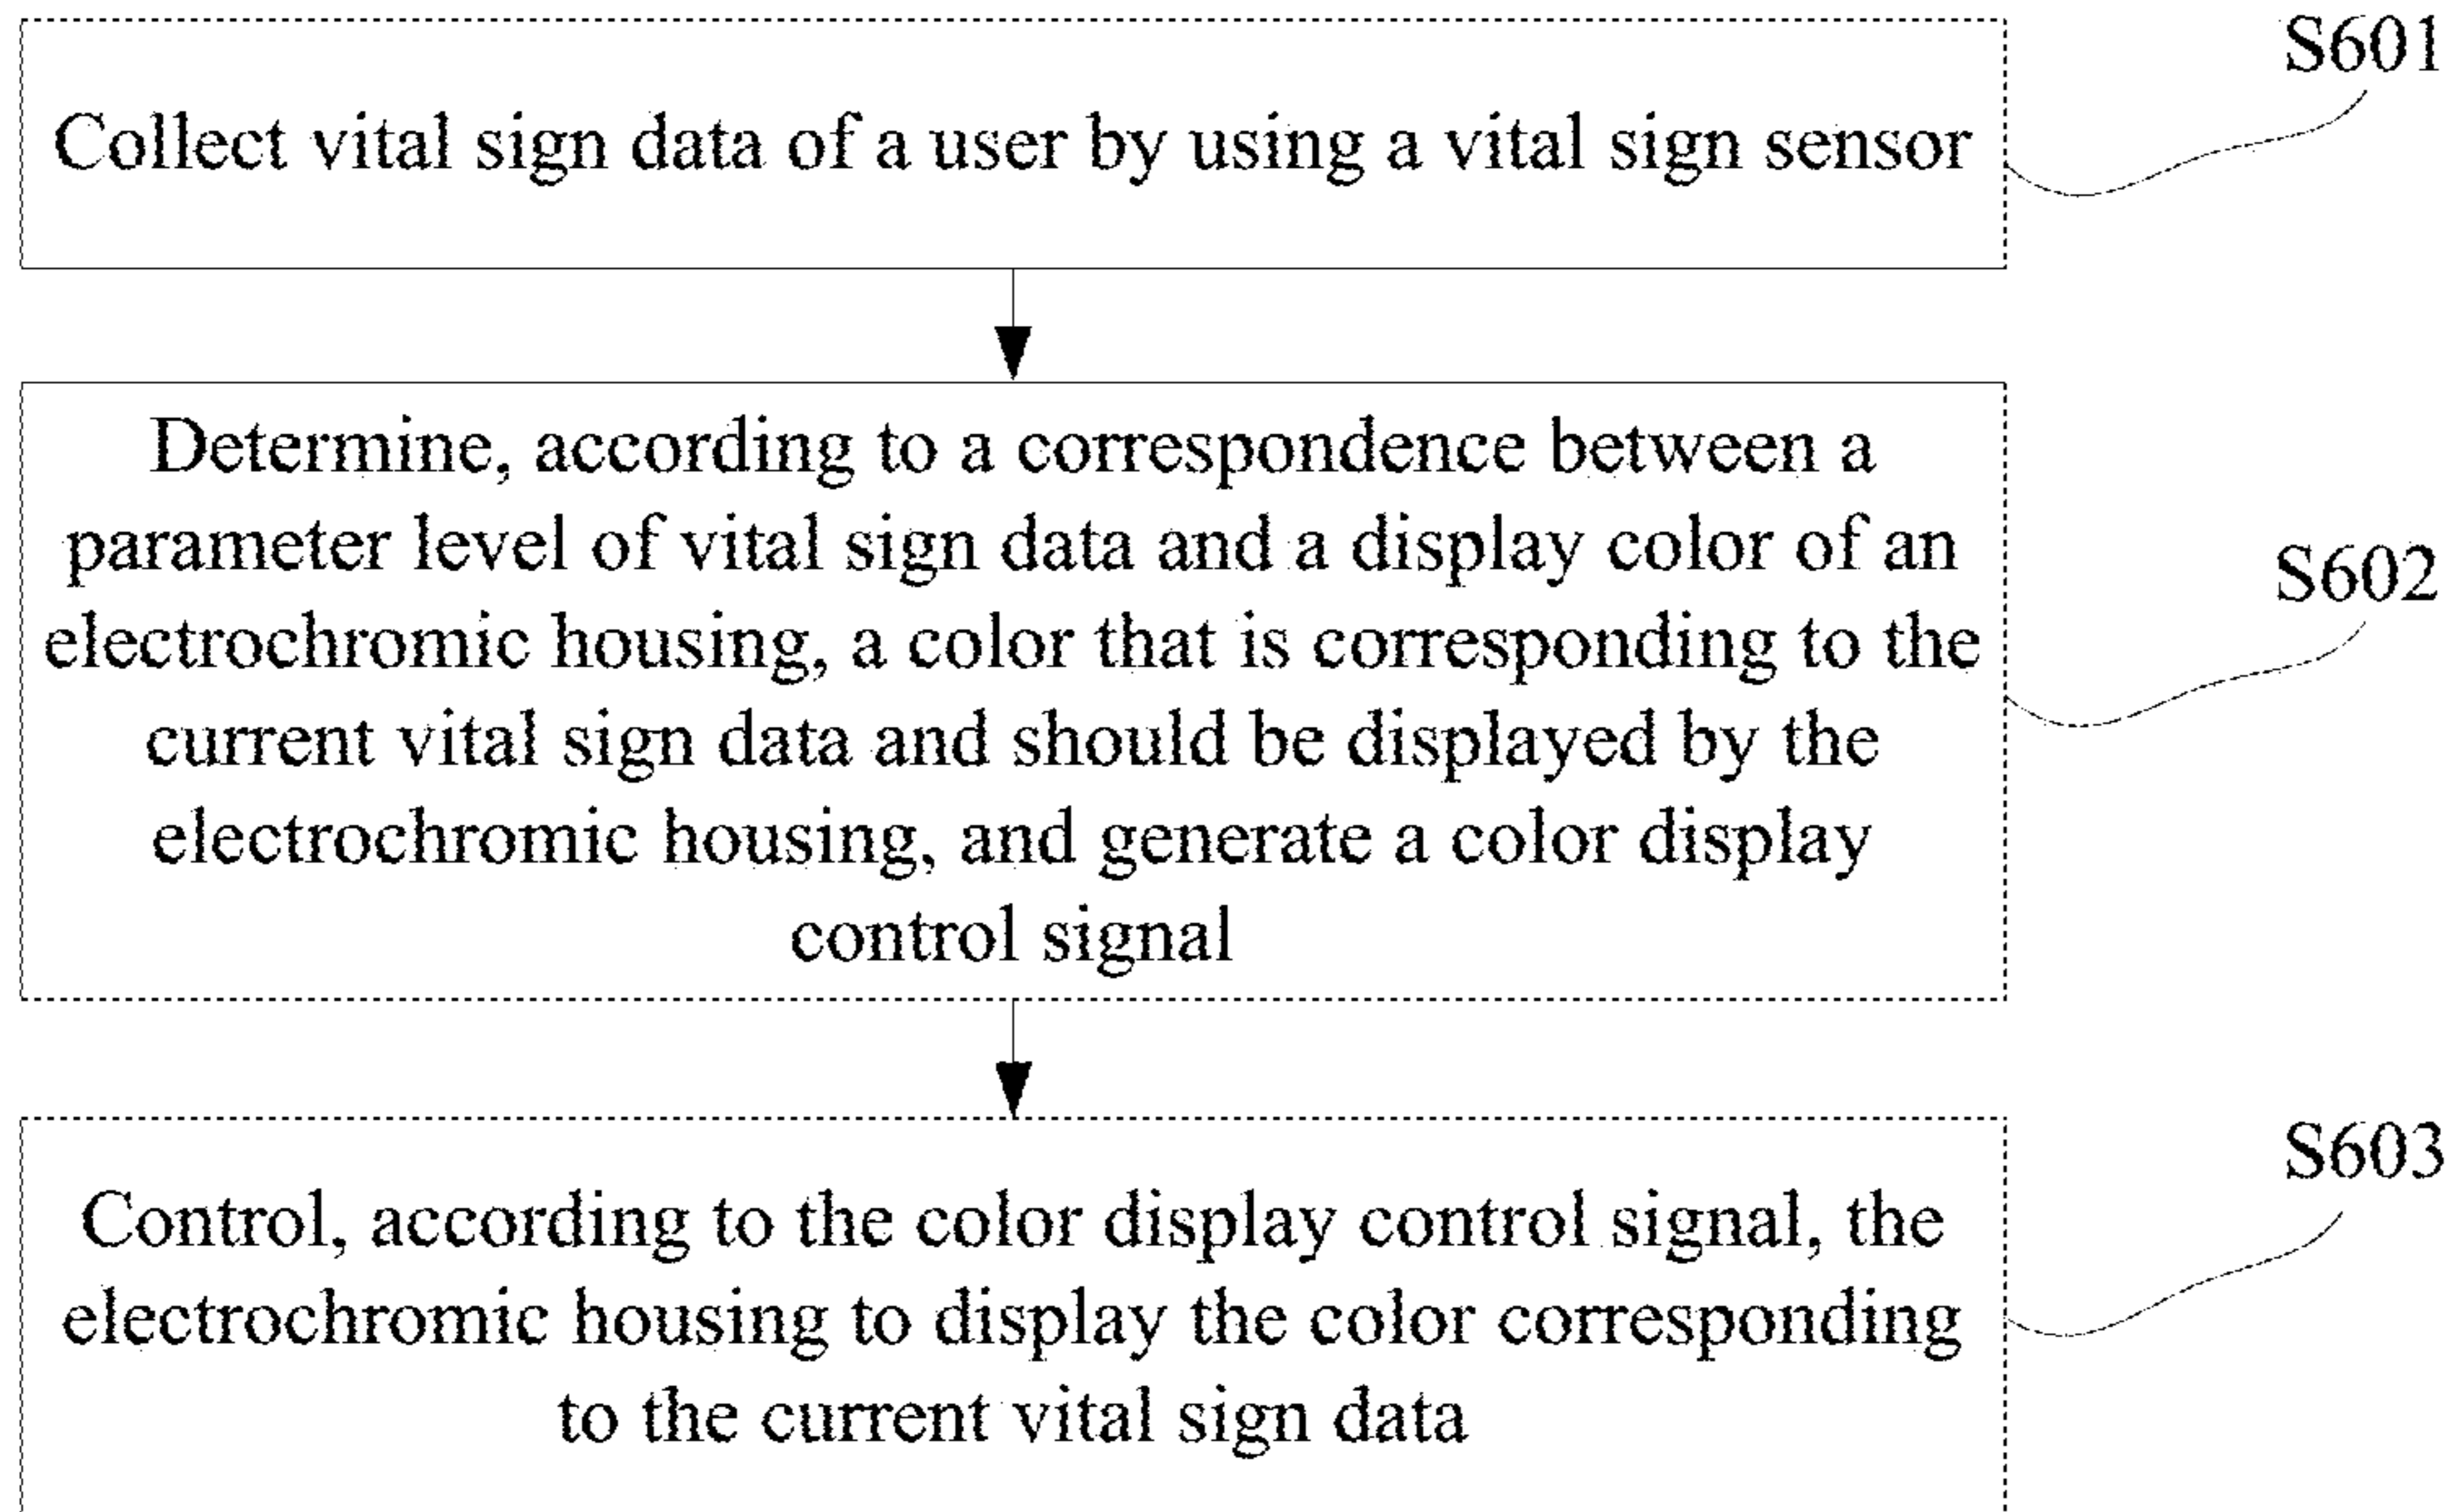 S601
Collect vital sign data of a user by using a vital sign sensor
Determine, according to a correspondence between a
parameter level of vital sign data and a display color of an
electrochromic housing, a color that is corresponding to the
current vital sign data and should be displayed by the
electrochromic housing, and generate a color display
control signal
S602
Control, according to the color display control signal, the
electrochromic housing to display the color corresponding
to the current vital sign data
S603